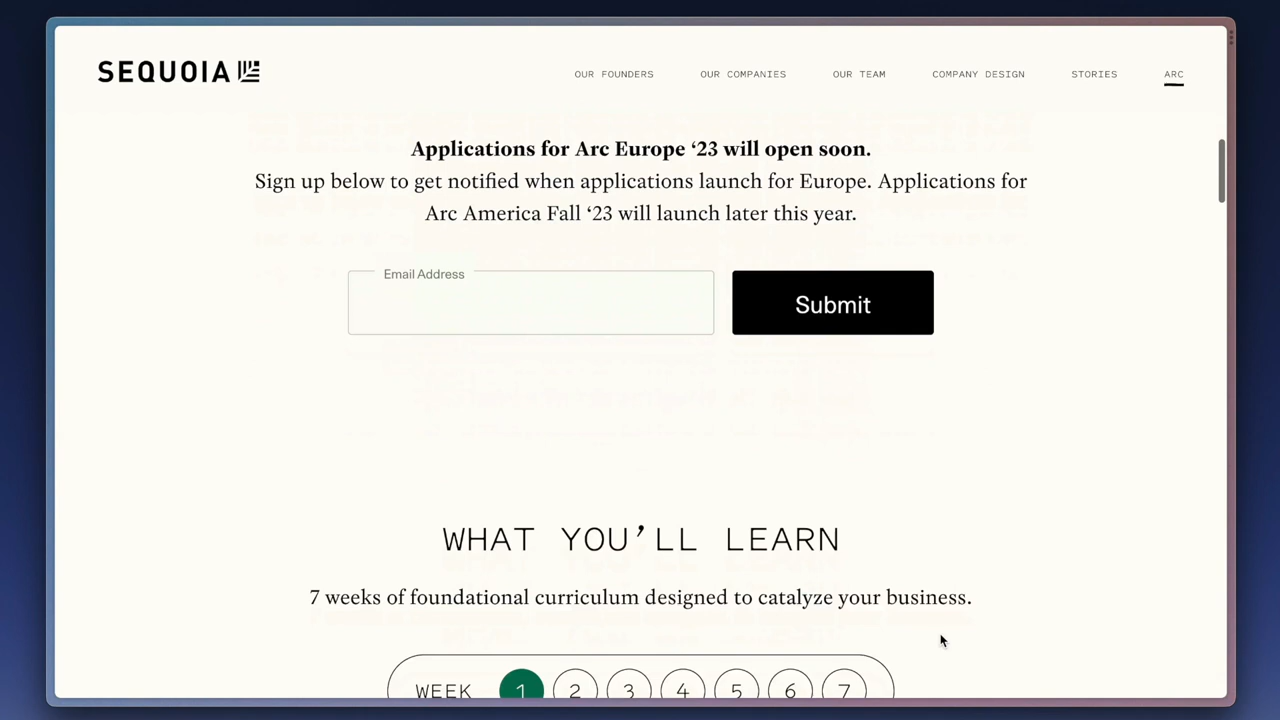 SEQUOIA
OUR FOUNDERS
OUR COMPANIES
OUR TEAM
COMPANY DESIGN
STORIES
ARC
Applications for Arc Europe ‘23 will open soon.
Sign up below to get notified when applications launch for Europe. Applications for
Arc America Fall ‘23 will launch later this year.
Email Address
Submit
WHAT YOU’LL LEARN
7 weeks of foundational curriculum designed to catalyze your business.
WEEK 1 2 3 4 5 6 7